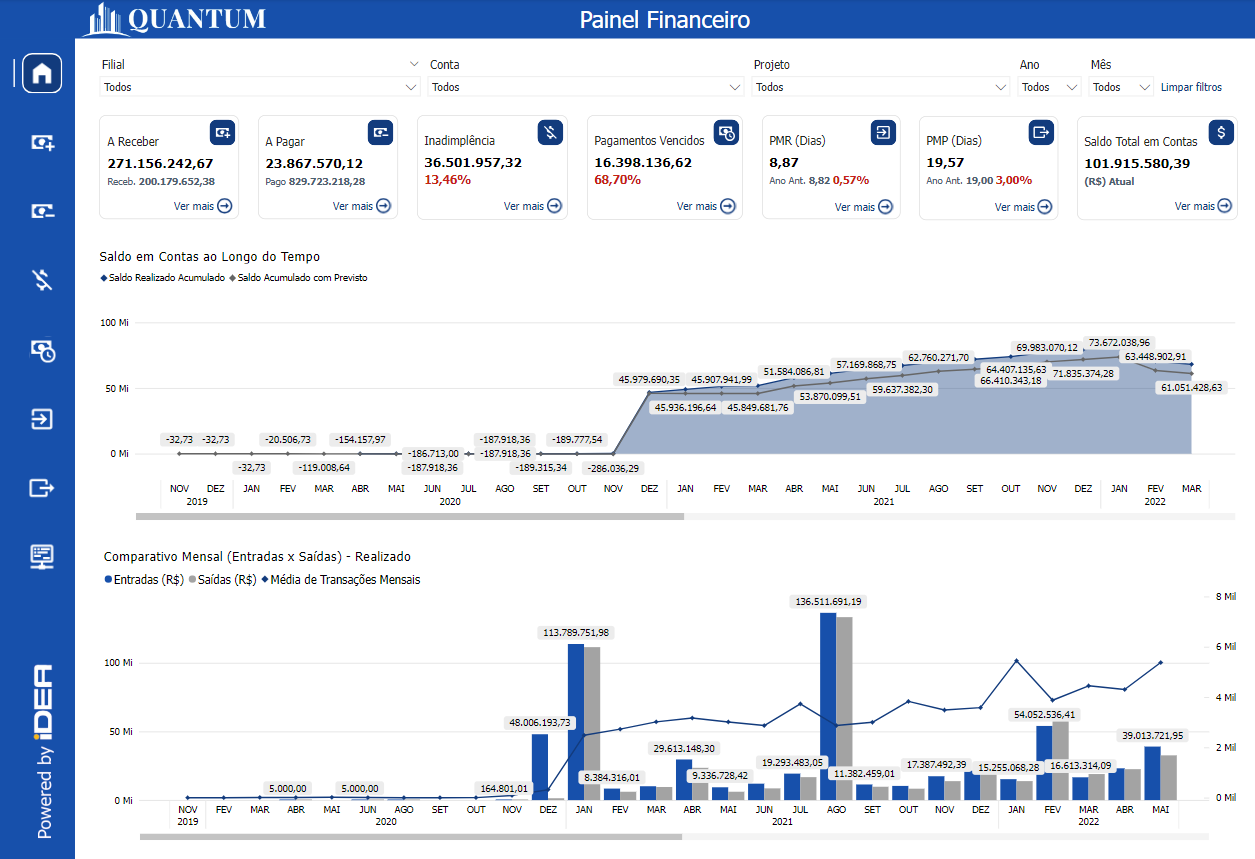 QUANTUM
Painel Financeiro
Filial
Conta
Projeto
Ano
Mês
Todos
Todos
Todos
Todos
Todos
Limpar filtros
A Receber
271.156.242,67
Receb. 200.179.652,38
Ver mais
A Pagar
23.867.570,12
Pago 829.723.218,28
Ver mais
Inadimplência
36.501.957,32
13,46%
Ver mais
Pagamentos Vencidos
16.398.136,62
68,70%
Ver mais
PMR (Dias)
8,87
Ano Ant. 8,82 0,57%
Ver mais
PMP (Dias)
19,57
Ano Ant. 19,00 3,00%
Ver mais
Saldo Total em Contas
101.915.580,39
(R$) Atual
Ver mais
Saldo em Contas ao Longo do Tempo
Saldo Realizado Acumulado Saldo Acumulado com Previsto
100 Mi
50 Mi
0 Mi
-32,73 -32,73 -20.506,73 -154.157,97 -187.918,36 -189.777,54
-186.713,00 -187.918,36
-32,73 -119.008,64 -187.918,36 -189.315,34 -286.036,29
45.979.690,35 45.907.941,99 51.584.086,81 57.169.868,75 62.760.271,70 69.983.070,12 73.672.038,96
63.448.902,91
64.407.135,63
66.410.343,18 71.835.374,28
59.637.382,30 61.051.428,63
53.870.099,51
45.936.196,64 45.849.681,76
NOV DEZ JAN FEV MAR ABR MAI JUN JUL AGO SET OUT NOV DEZ JAN FEV MAR ABR MAI JUN JUL AGO SET OUT NOV DEZ JAN FEV MAR
2019 2020 2021 2022
Comparativo Mensal (Entradas x Saídas) - Realizado
Entradas (R$) Saídas (R$) Média de Transações Mensais
100 Mi
50 Mi
0 Mi
8 Mil
6 Mil
4 Mil
2 Mil
0 Mil
136.511.691,19
113.789.751,98
48.006.193,73
54.052.536,41
39.013.721,95
29.613.148,30
19.293.483,05
17.387.492,39
15.255.068,28
16.613.314,09
8.384.316,01
9.336.728,42
11.382.459,01
5.000,00
5.000,00
164.801,01
NOV FEV MAR ABR MAI JUN AGO SET OUT NOV DEZ JAN FEV MAR ABR MAI JUN JUL AGO SET OUT NOV DEZ JAN FEV MAR ABR MAI
2019 2020 2021 2022
Powered by iDEA